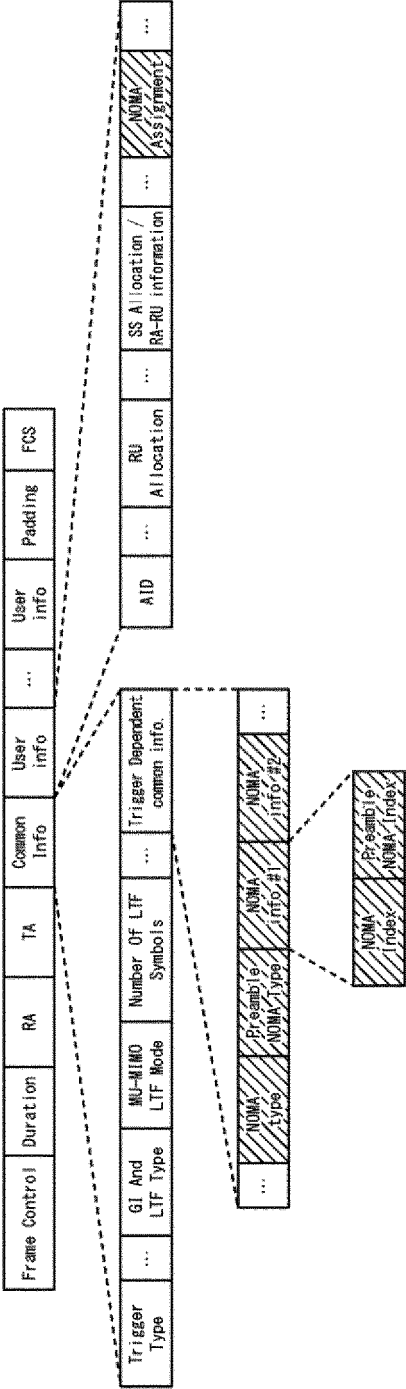 Frame Control
Duration
RA
TA
Common
Info
User
info
...
User
info
Padding
FCS
Trigger
Type
...
GI And
LTF Type
MU-MIMO
LTF Mode
Number Of LTF
Symbols
...
Trigger Dependent
common info.
AID
...
RU
Allocation
...
SS Allocation /
RA-RU information
...
NOMA
Assignment
...
...
NOMA
type
Preamble
NOMA Type
NOMA
info #1
NOMA
info #2
...
NOMA
Index
Preamble
NOMA Index